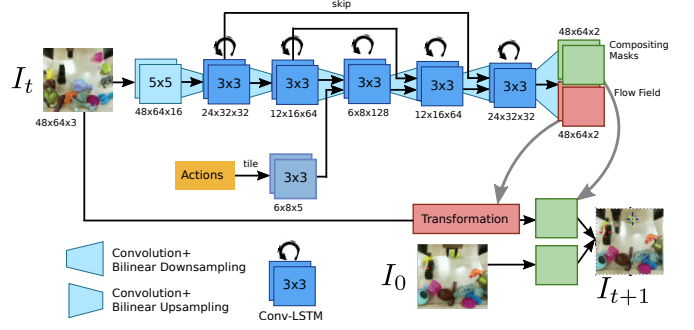 skip
48x64x2
Compositing
Masks
I_t
5x5
3x3
3x3
3x3
3x3
3x3
Flow Field
48x64x3
48x64x16
24x32x32
12x16x64
6x8x128
12x16x64
24x32x32
48x64x2
Actions
tile
3x3
6x8x5
Transformation
Convolution+
Bilinear Downsampling
I_0
I_{t+1}
3x3
Convolution+
Bilinear Upsampling
Conv-LSTM